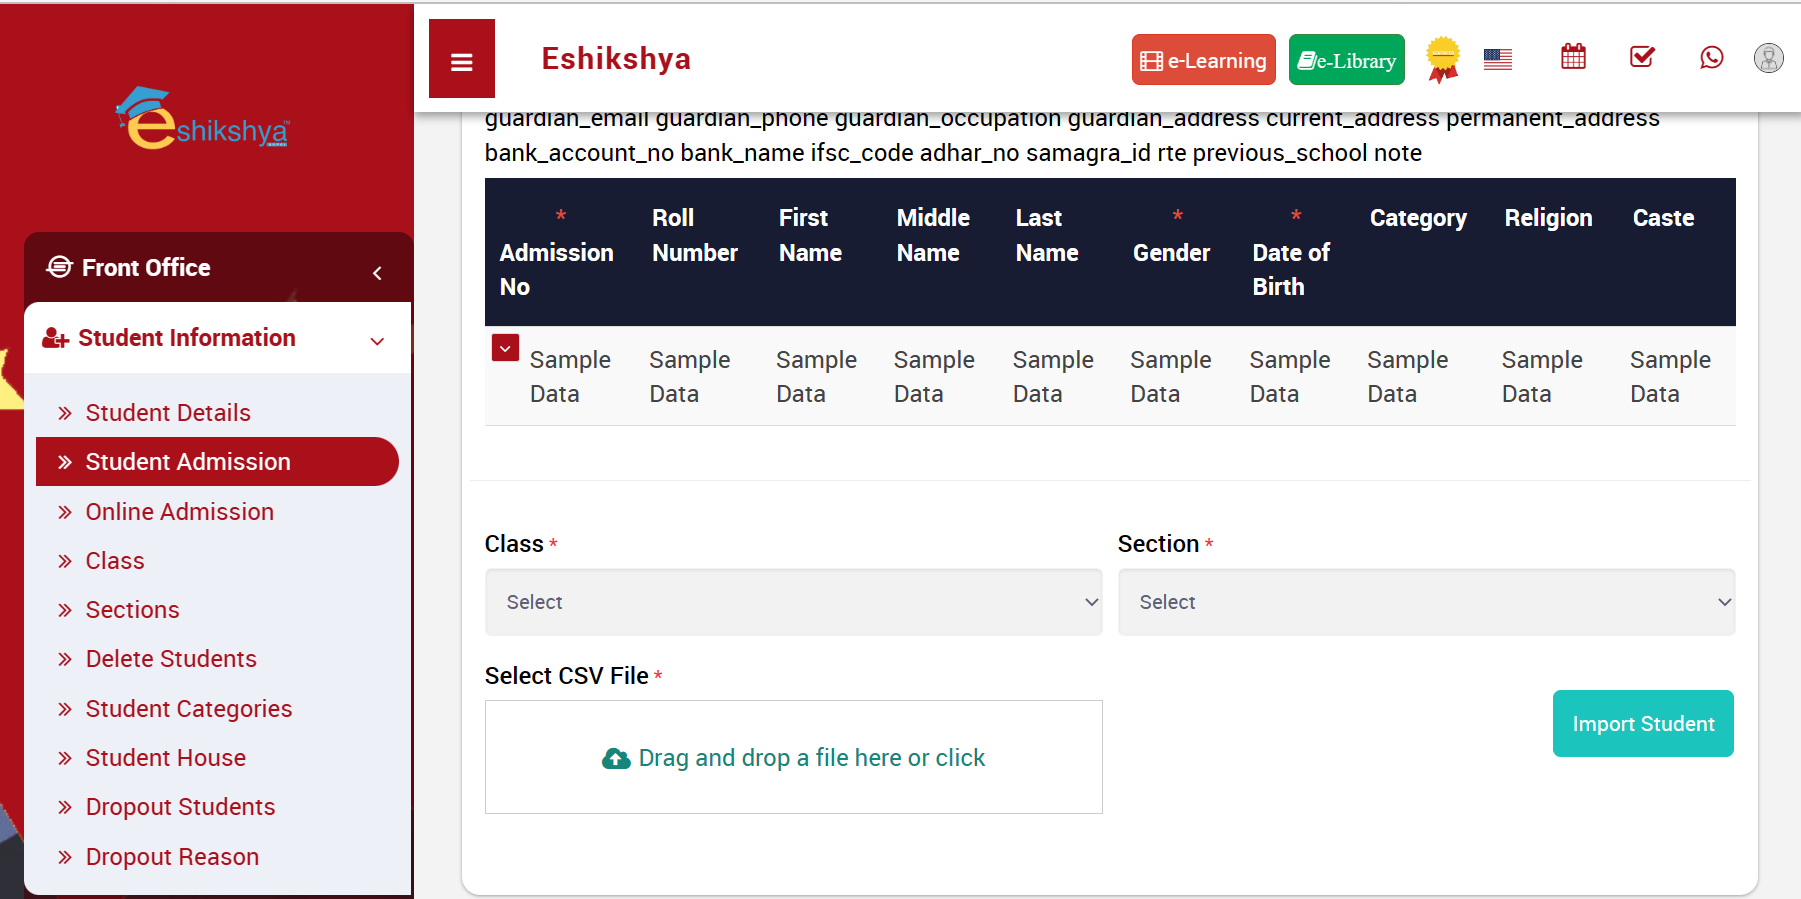 eshikshya™
Eshikshya
e-Learning
e-Library
Front Office
Student Information
Student Details
Student Admission
Online Admission
Class
Sections
Delete Students
Student Categories
Student House
Dropout Students
Dropout Reason
guardian_email guardian_phone guardian_occupation guardian_address current_address permanent_address
bank_account_no bank_name ifsc_code adhar_no samagra_id rte previous_school note
* Roll First Middle Last * * Category Religion Caste
Admission Number Name Name Name Gender Date of
No Birth
Sample Sample Sample Sample Sample Sample Sample Sample Sample Sample
Data Data Data Data Data Data Data Data Data Data
Class * Section *
Select Select
Select CSV File *
Drag and drop a file here or click
Import Student